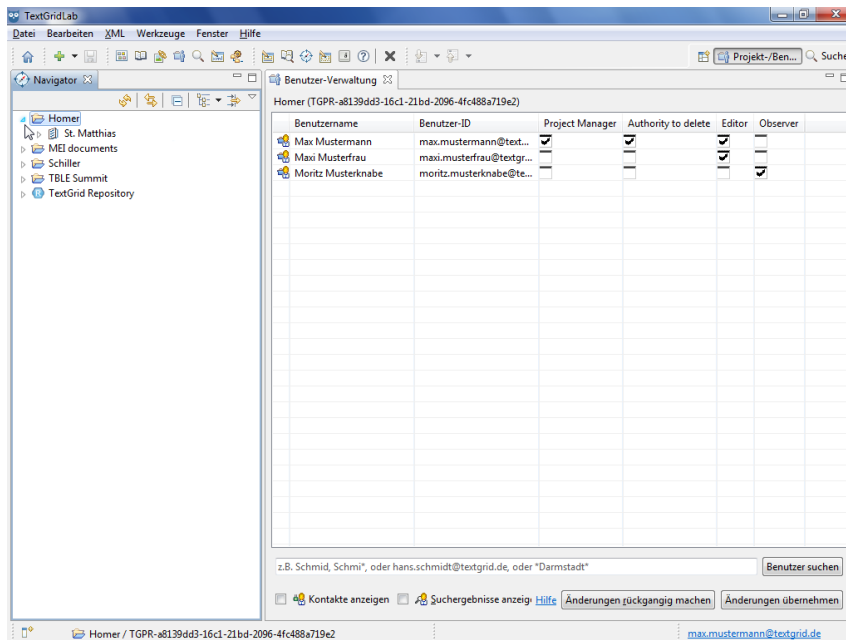 TextGridLab
Datei Bearbeiten XML Werkzeuge Fenster Hilfe
Projekt-/Ben... Suche
Navigator
Homer
St. Matthias
MEI documents
Schiller
TBLE Summit
TextGrid Repository
Benutzer-Verwaltung
Homer (TGPR-a8139dd3-16c1-21bd-2096-4fc488a719e2)
Benutzername Benutzer-ID Project Manager Authority to delete Editor Observer
Max Mustermann max.mustermann@text...
Maxi Musterfrau maxi.musterfrau@textgr...
Moritz Musterknabe moritz.musterknabe@te...
z.B. Schmid, Schmi*, oder hans.schmidt@textgrid.de, oder *Darmstadt* Benutzer suchen
Kontakte anzeigen Suchergebnisse anzeig Hilfe Änderungen rückgangig machen Änderungen übernehmen
Homer / TGPR-a8139dd3-16c1-21bd-2096-4fc488a719e2 max.mustermann@textgrid.de